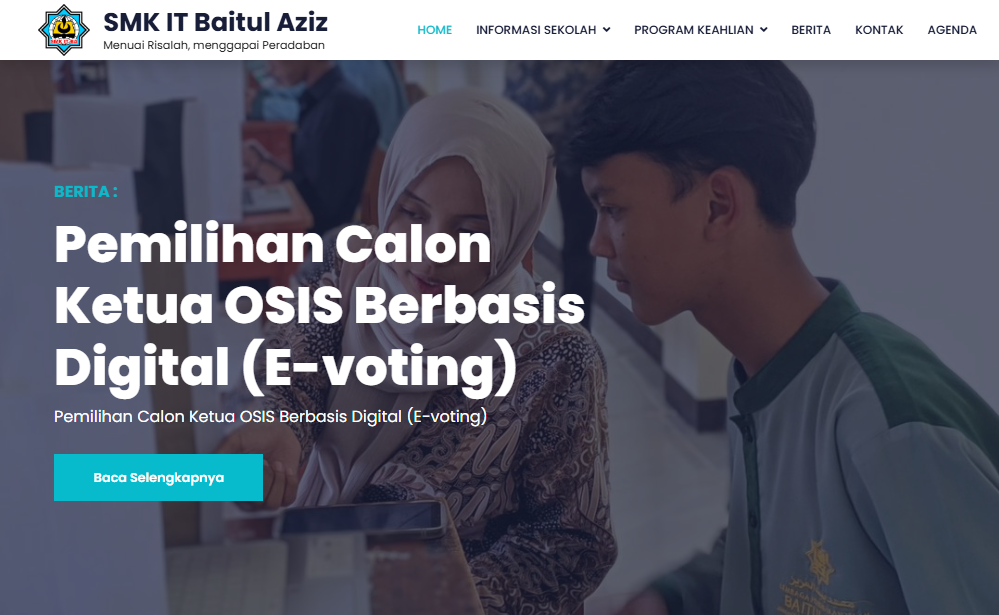 SMK IT Baitul Aziz
Menuai Risalah, menggapai Peradaban
HOME INFORMASI SEKOLAH PROGRAM KEAHLIAN BERITA KONTAK AGENDA
BERITA :
Pemilihan Calon
Ketua OSIS Berbasis
Digital (E-voting)
Pemilihan Calon Ketua OSIS Berbasis Digital (E-voting)
Baca Selengkapnya